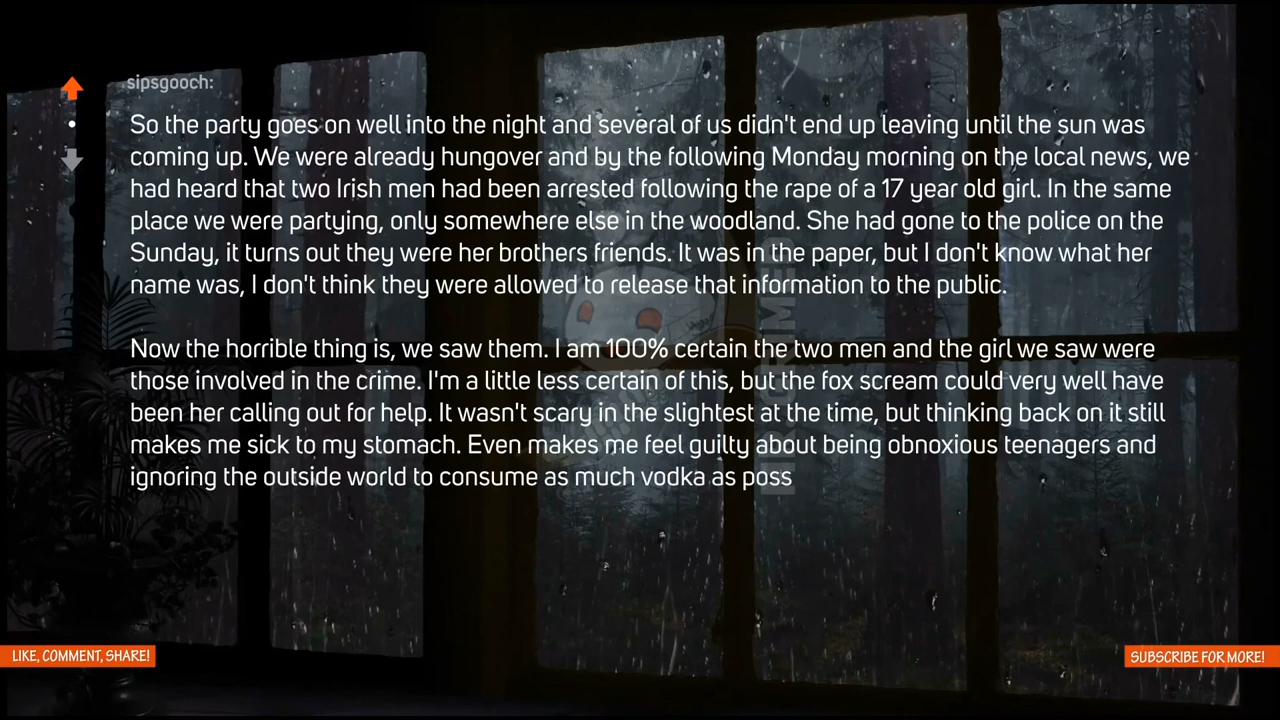 sipsgooch:
So the party goes on well into the night and several of us didn't end up leaving until the sun was
coming up. We were already hungover and by the following Monday morning on the local news, we
had heard that two Irish men had been arrested following the rape of a 17 year old girl. In the same
place we were partying, only somewhere else in the woodland. She had gone to the police on the
Sunday, it turns out they were her brothers friends. It was in the paper, but I don't know what her
name was, I don't think they were allowed to release that information to the public.
Now the horrible thing is, we saw them. I am 100% certain the two men and the girl we saw were
those involved in the crime. I'm a little less certain of this, but the fox scream could very well have
been her calling out for help. It wasn't scary in the slightest at the time, but thinking back on it still
makes me sick to my stomach. Even makes me feel guilty about being obnoxious teenagers and
ignoring the outside world to consume as much vodka as poss
LIKE, COMMENT, SHARE!
SUBSCRIBE FOR MORE!